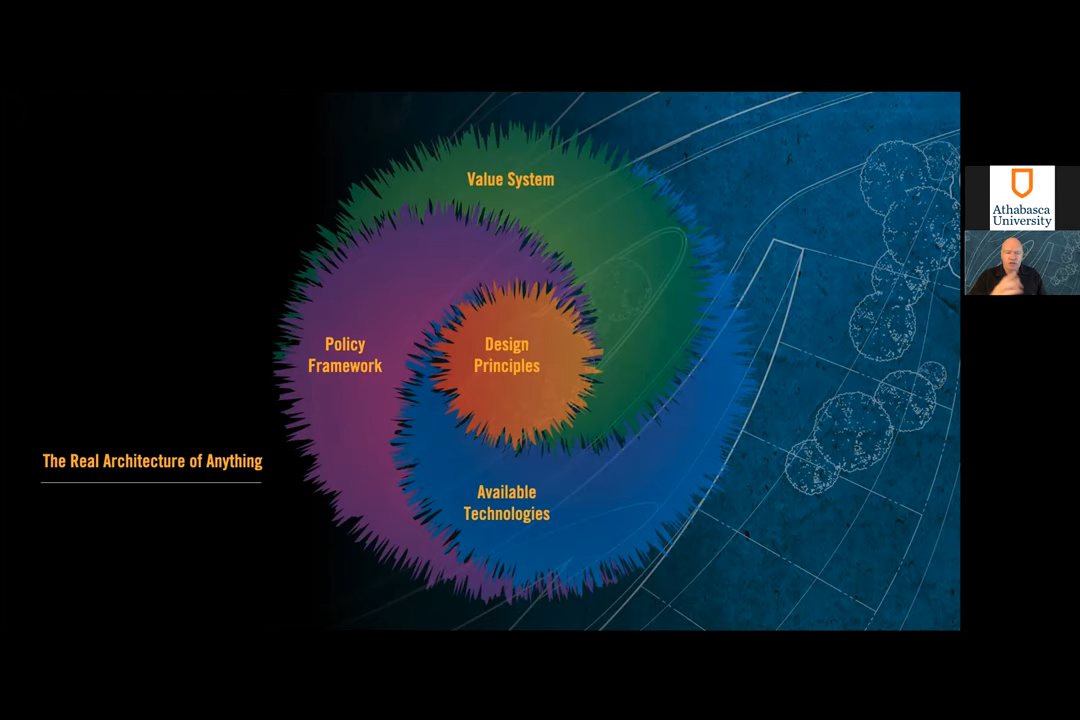 Value System
Policy
Framework
Design
Principles
The Real Architecture of Anything
Available
Technologies
Athabasca
University